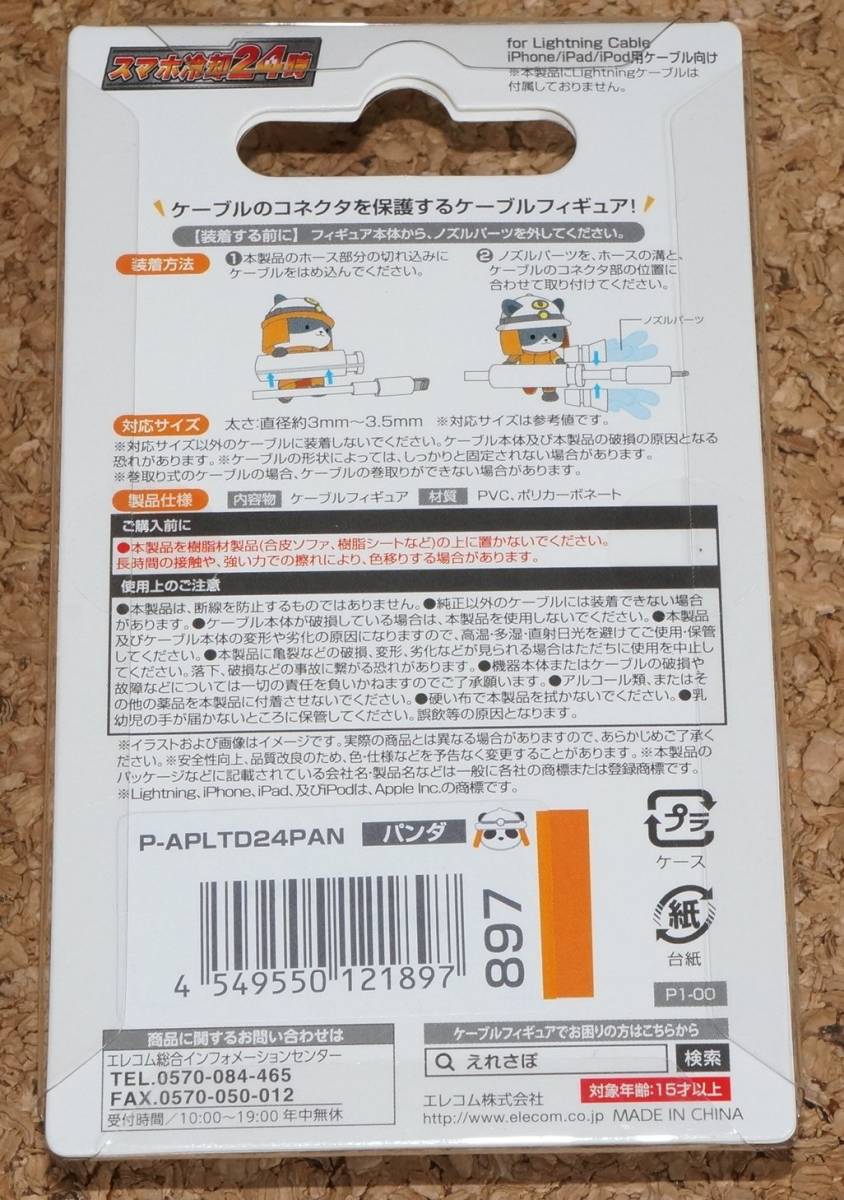 スマホ冷却24時
for Lightning Cable
iPhone/iPad/iPod用ケーブル向け
※本製品にLightningケーブルは
付属しておりません。
ケーブルのコネクタを保護するケーブルフィギュア!
【装着する前に】 フィギュア本体から、ノズルパーツを外してください。
装着方法
❶本製品のホース部分の切れ込みに
ケーブルをはめ込んでください。
❷ ノズルパーツを、ホースの溝と、
ケーブルのコネクタ部の位置に
合わせて取り付けてください。
ノズルパーツ
対応サイズ 太さ:直径約3mm〜3.5mm ※対応サイズは参考値です。
※対応サイズ以外のケーブルに装着しないでください。ケーブル本体及び本製品の破損の原因となる
恐れがあります。※ケーブルの形状によっては、しっかりと固定されない場合があります。
※巻取り式のケーブルの場合、ケーブルの巻取りができない場合があります。
製品仕様 内容物 ケーブルフィギュア 材質 PVC、ポリカーボネート
ご購入前に
●本製品を樹脂材製品(合皮ソファ、樹脂シートなど)の上に置かないでください。
長時間の接触や、強い力での擦れにより、色移りする場合があります。
使用上のご注意
●本製品は、断線を防止するものではありません。●純正以外のケーブルには装着できない場合
があります。●ケーブル本体が破損している場合は、本製品を使用しないでください。●本製品
及びケーブル本体の変形や劣化の原因になりますので、高温・多湿・直射日光を避けてご使用・保管
してください。●本製品に亀裂などの破損、変形、劣化などが見られる場合はただちに使用を中止し
てください。落下、破損などの事故に繋がる恐れがあります。●機器本体またはケーブルの破損や
故障などについては一切の責任を負いかねますのでご了承願います。●アルコール類、またはそ
の他の薬品を本製品に付着させないでください。●硬い布で本製品を拭かないでください。●乳
幼児の手が届かないところに保管してください。誤飲等の原因となります。
※イラストおよび画像はイメージです。実際の商品とは異なる場合がありますので、あらかじめご了承く
ださい。※安全性向上、品質改良のため、色・仕様などを予告なく変更することがあります。※本製品の
パッケージなどに記載されている会社名・製品名などは一般に各社の商標または登録商標です。
※Lightning、iPhone、iPad、及びiPodは、Apple Inc.の商標です。
P-APLTD24PAN パンダ
プラ
ケース
4 549550 121897
897
紙
台紙
P1-00
商品に関するお問い合わせは
エレコム総合インフォメーションセンター
TEL.0570-084-465
FAX.0570-050-012
受付時間/10:00〜19:00 年中無休
ケーブルフィギュアでお困りの方はこちらから
えれさぽ 検索
エレコム株式会社 対象年齢:15才以上
http://www.elecom.co.jp MADE IN CHINA